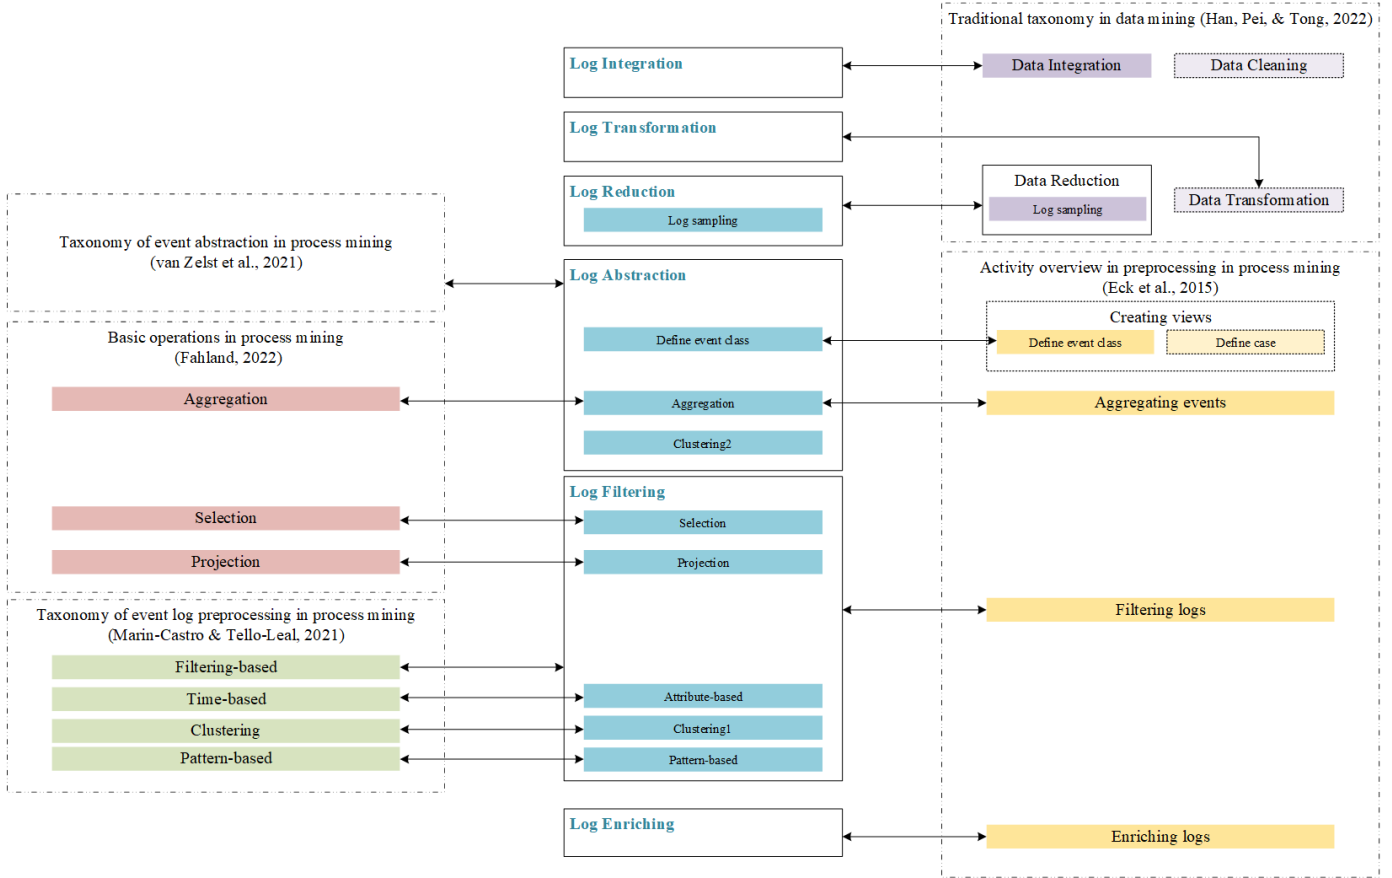 Traditional taxonomy in data mining (Han, Pei, & Tong, 2022)
Log Integration
Data Integration
Data Cleaning
Log Transformation
Log Reduction
Log sampling
Data Reduction
Log sampling
Data Transformation
Taxonomy of event abstraction in process mining
(van Zelst et al., 2021)
Log Abstraction
Define event class
Aggregation
Clustering2
Activity overview in preprocessing in process mining
(Eck et al., 2015)
Creating views
Define event class
Define case
Aggregating events
Basic operations in process mining
(Fahland, 2022)
Aggregation
Selection
Projection
Log Filtering
Selection
Projection
Attribute-based
Clustering1
Pattern-based
Filtering logs
Taxonomy of event log preprocessing in process mining
(Marin-Castro & Tello-Leal, 2021)
Filtering-based
Time-based
Clustering
Pattern-based
Log Enriching
Enriching logs